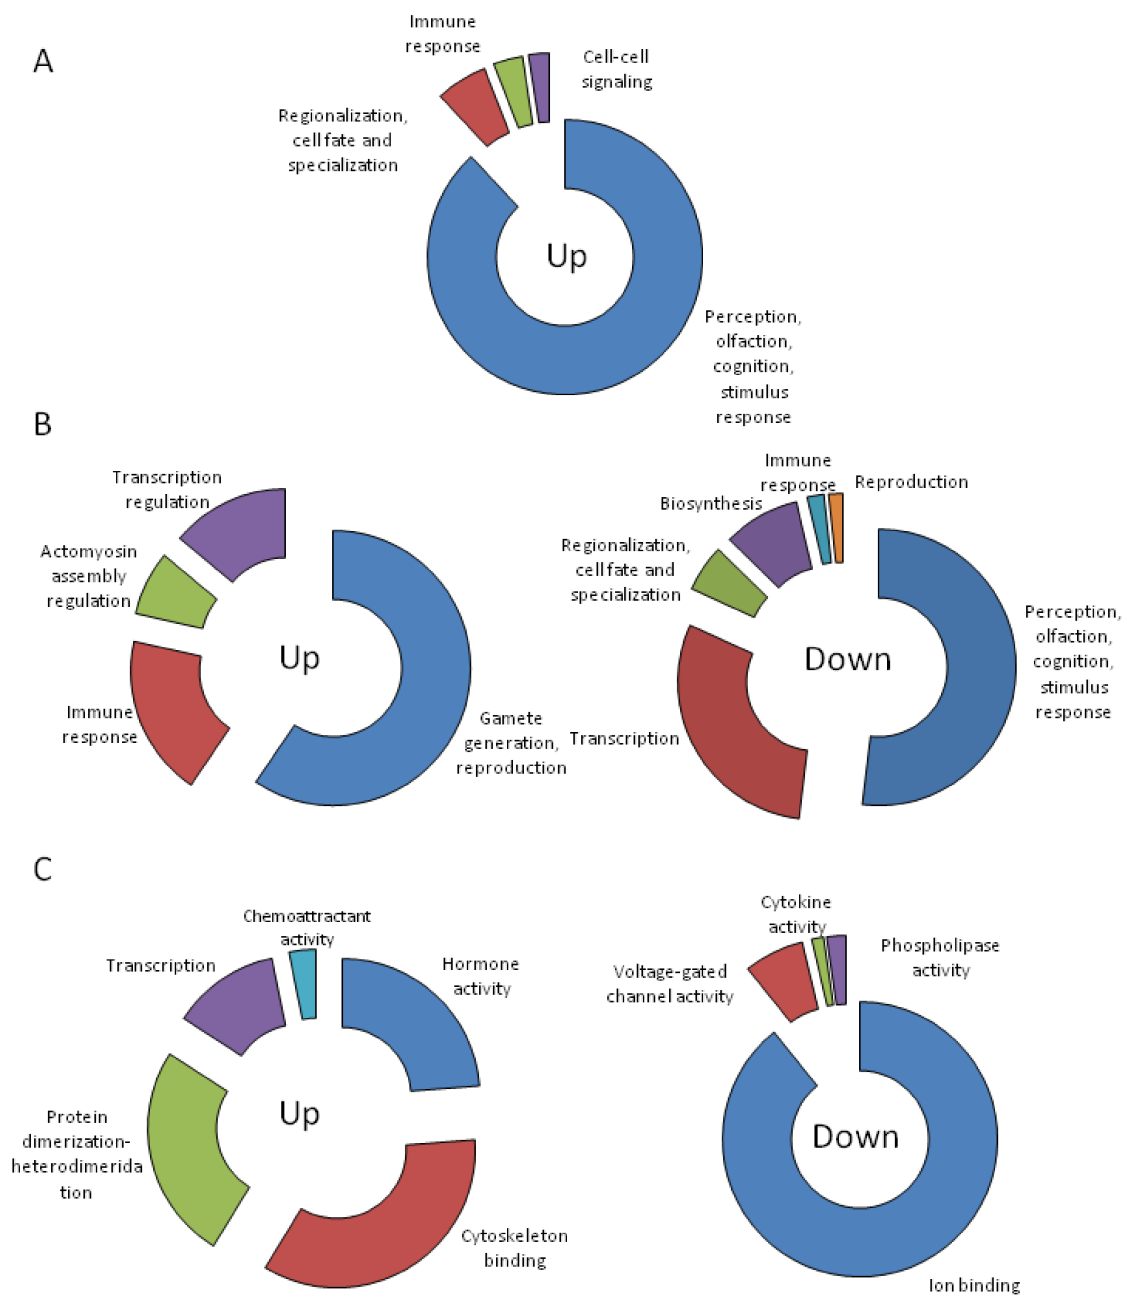 A
Immune
response
Cell-cell
signaling
Regionalization,
cell fate and
specialization
Up
Perception,
olfaction,
cognition,
stimulus
response
B
Transcription
regulation
Actomyosin
assembly
regulation
Immune
response
Up
Gamete
generation,
reproduction
Immune
response
Reproduction
Biosynthesis
Regionalization,
cell fate and
specialization
Transcription
Down
Perception,
olfaction,
cognition,
stimulus
response
C
Chemoattractant
activity
Transcription
Hormone
activity
Up
Protein
dimerization-
heterodimerida
tion
Cytoskeleton
binding
Cytokine
activity
Phospholipase
activity
Voltage-gated
channel activity
Down
Ion binding